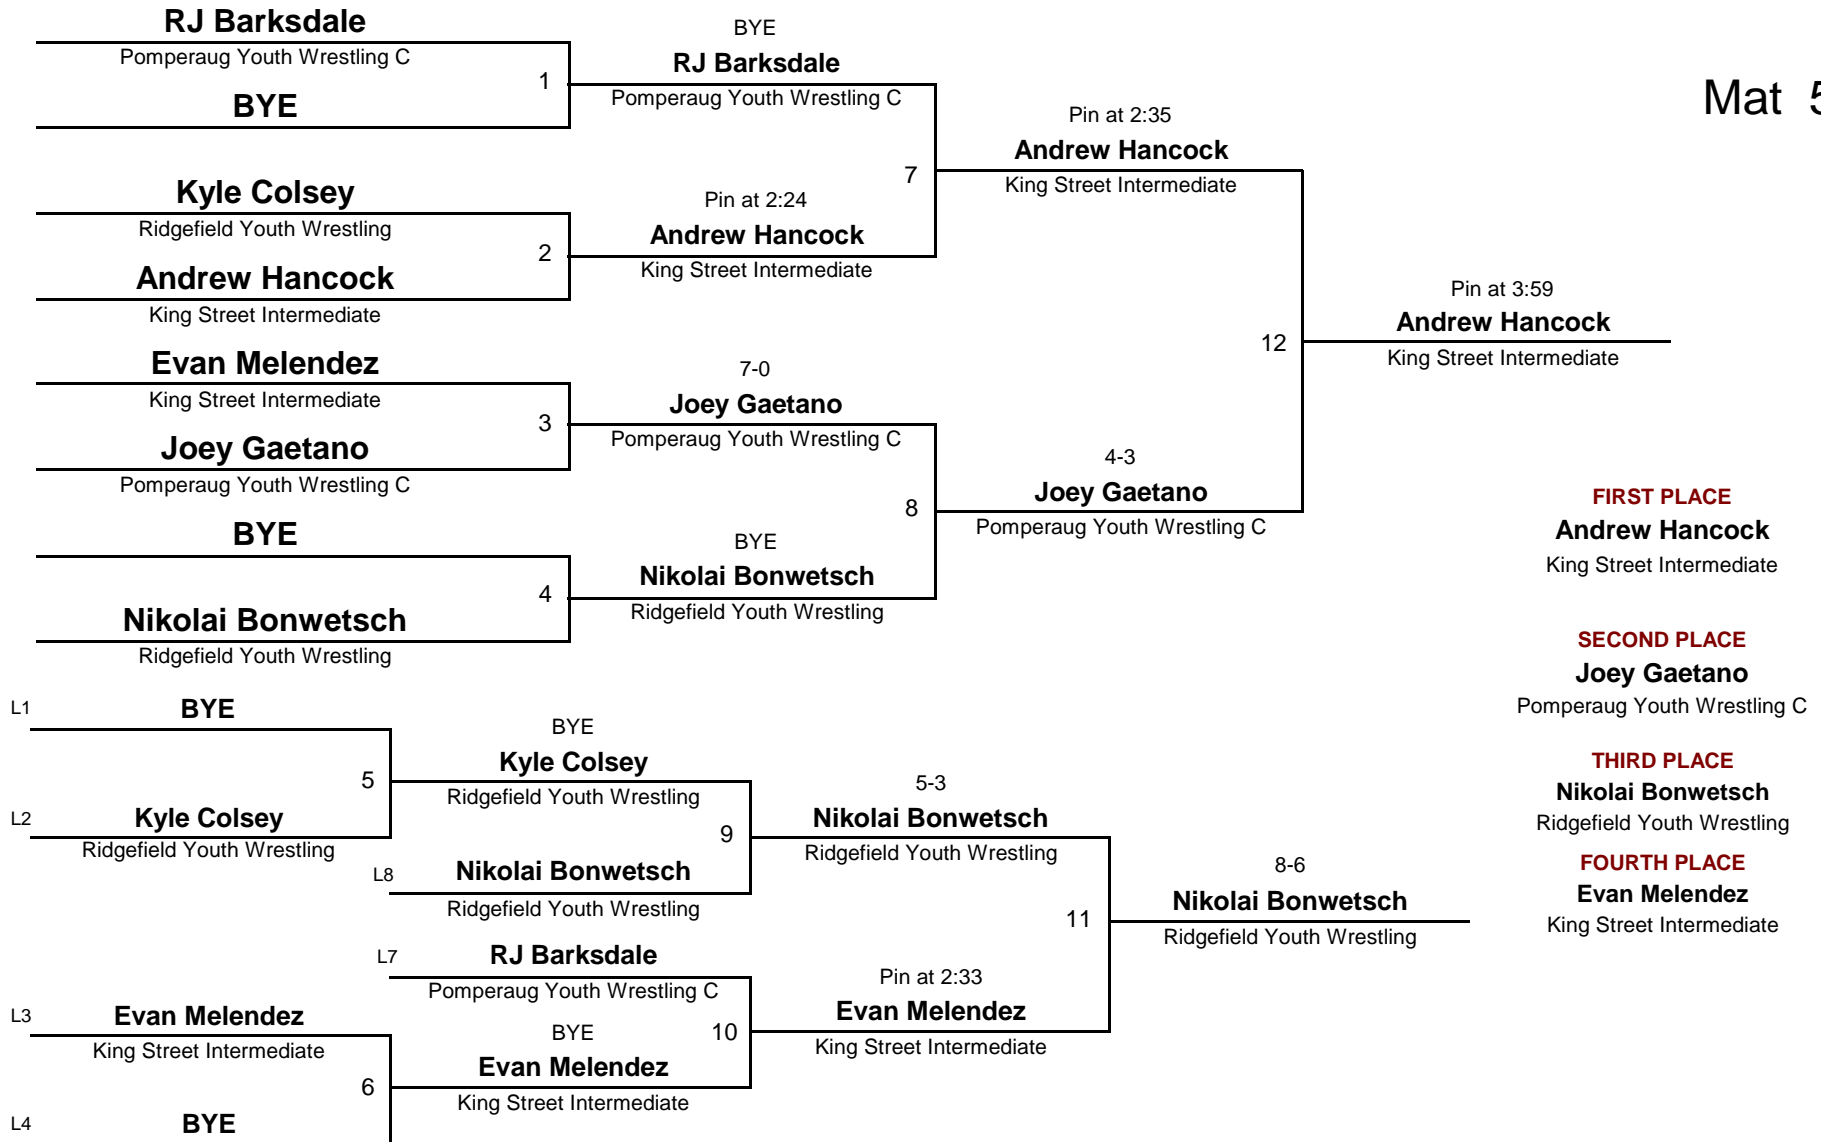 RJ Barksdale
Pomperaug Youth Wrestling C
1
BYE
BYE
RJ Barksdale
Pomperaug Youth Wrestling C
Mat 5
Kyle Colsey
Ridgefield Youth Wrestling
2
Andrew Hancock
King Street Intermediate
Pin at 2:24
Andrew Hancock
King Street Intermediate
7
Pin at 2:35
Andrew Hancock
King Street Intermediate
Evan Melendez
King Street Intermediate
3
Joey Gaetano
Pomperaug Youth Wrestling C
7-0
Joey Gaetano
Pomperaug Youth Wrestling C
BYE
4
Nikolai Bonwetsch
Ridgefield Youth Wrestling
BYE
Nikolai Bonwetsch
Ridgefield Youth Wrestling
8
4-3
Joey Gaetano
Pomperaug Youth Wrestling C
12
Pin at 3:59
Andrew Hancock
King Street Intermediate
FIRST PLACE
Andrew Hancock
King Street Intermediate
SECOND PLACE
Joey Gaetano
Pomperaug Youth Wrestling C
THIRD PLACE
Nikolai Bonwetsch
Ridgefield Youth Wrestling
FOURTH PLACE
Evan Melendez
King Street Intermediate
L1 BYE
5
L2 Kyle Colsey
Ridgefield Youth Wrestling
BYE
Kyle Colsey
Ridgefield Youth Wrestling
9
L8 Nikolai Bonwetsch
Ridgefield Youth Wrestling
5-3
Nikolai Bonwetsch
Ridgefield Youth Wrestling
L7 RJ Barksdale
Pomperaug Youth Wrestling C
10
L3 Evan Melendez
King Street Intermediate
6
L4 BYE
BYE
Evan Melendez
King Street Intermediate
Pin at 2:33
Evan Melendez
King Street Intermediate
11
8-6
Nikolai Bonwetsch
Ridgefield Youth Wrestling